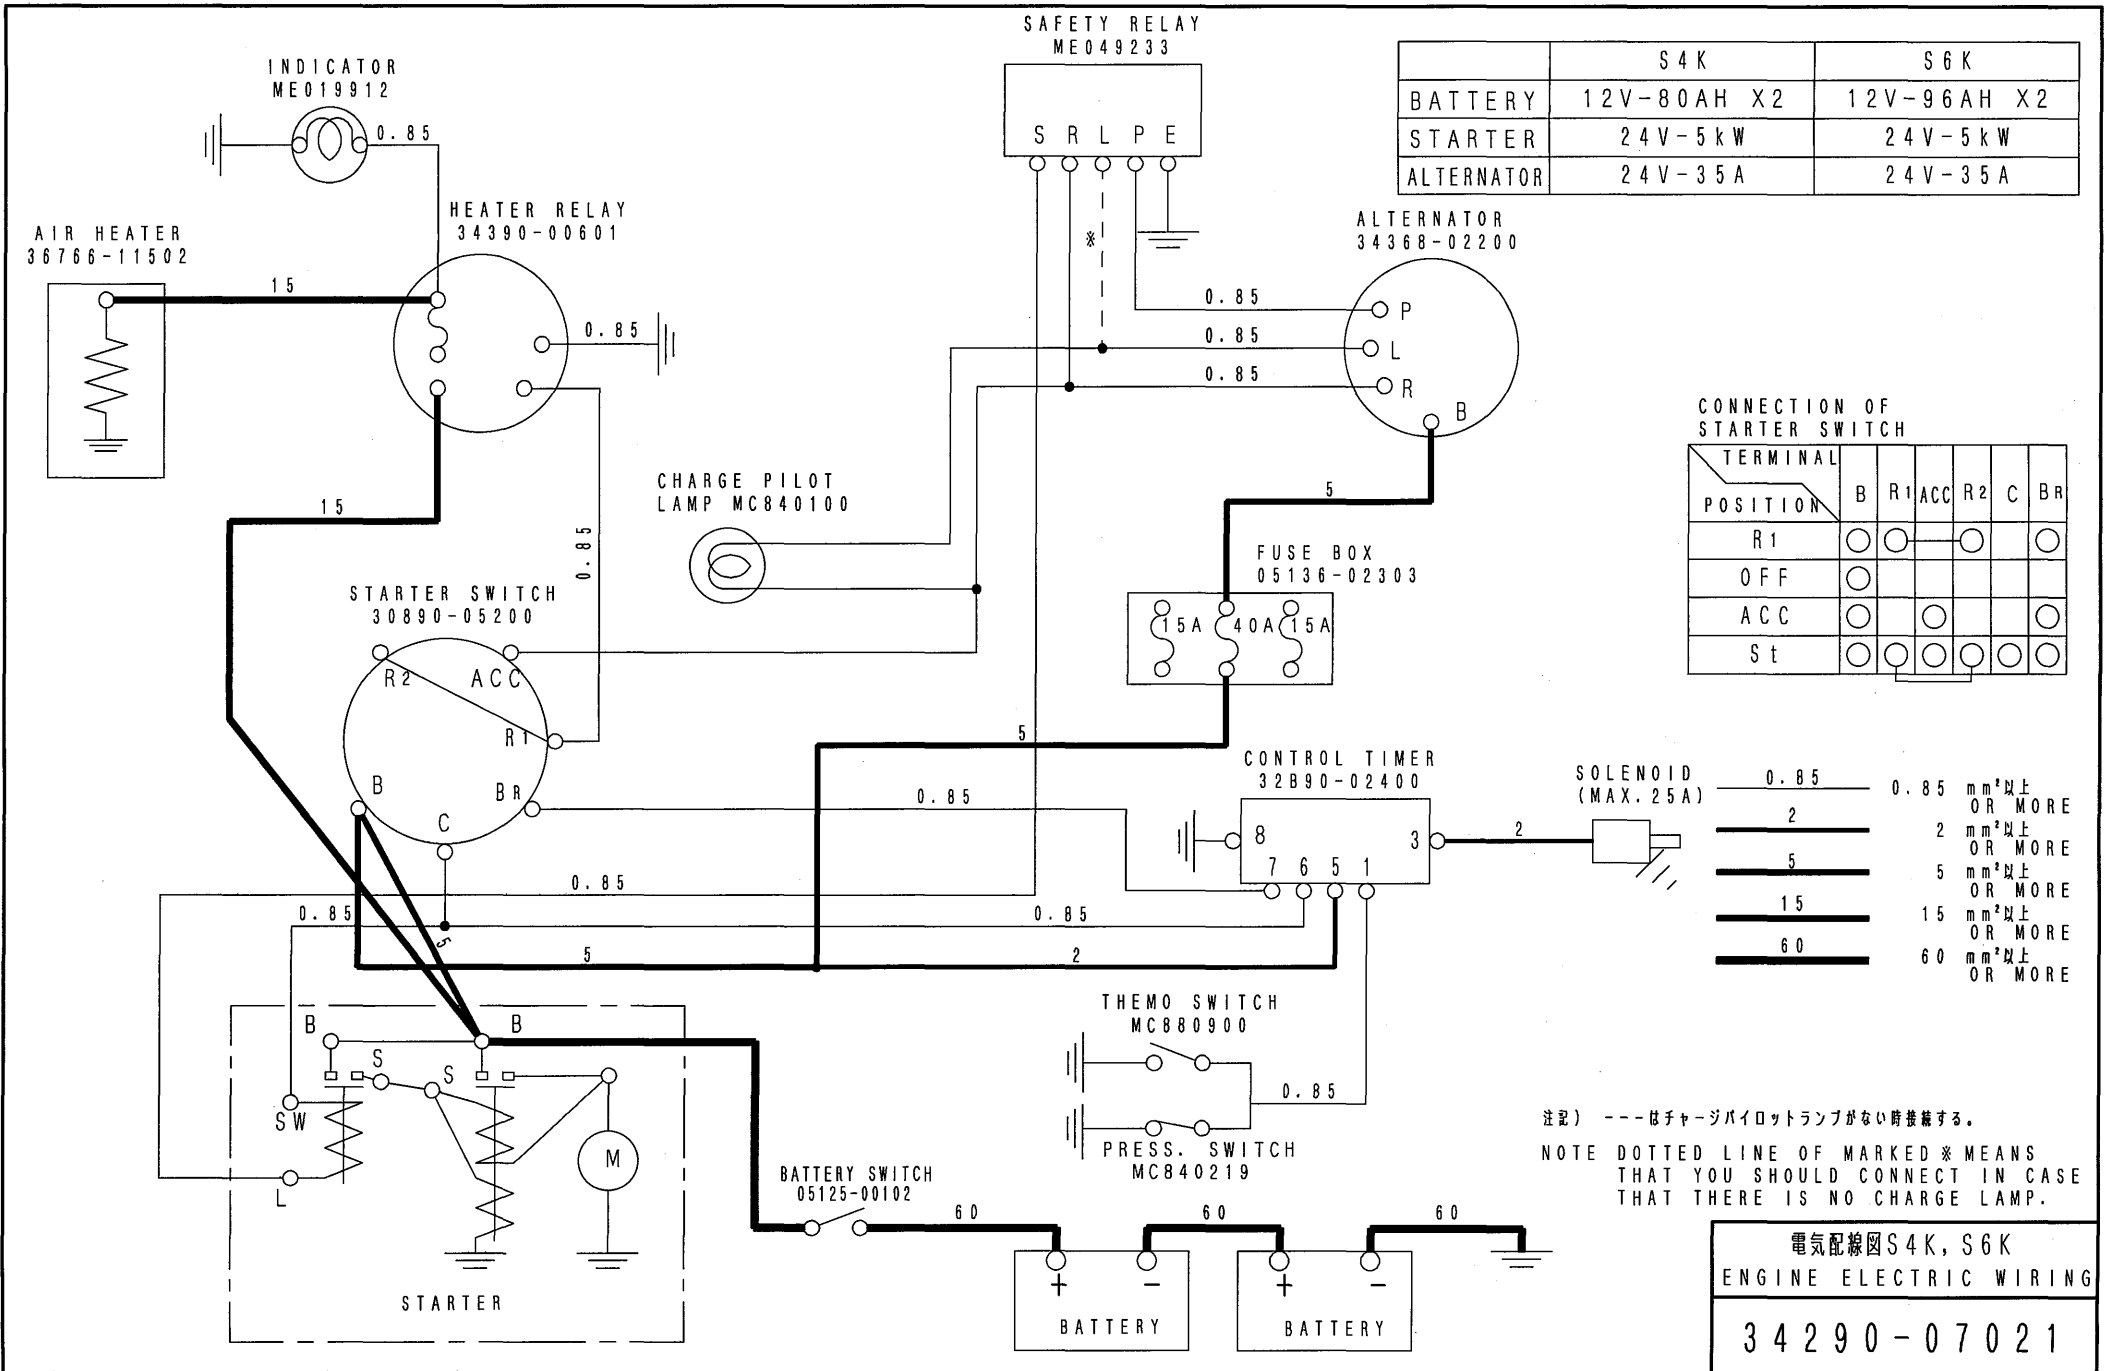 SAFETY RELAY
ME049233
S R L P E
※
INDICATOR
ME019912
0.85
HEATER RELAY
34390-00601
AIR HEATER
36766-11502
15
0.85
15
0.85
S4K S6K
BATTERY 12V-80AH X2 12V-96AH X2
STARTER 24V-5kW 24V-5kW
ALTERNATOR 24V-35A 24V-35A
ALTERNATOR
34368-02200
0.85 P
0.85 L
0.85 R
B
5
CHARGE PILOT
LAMP MC840100
FUSE BOX
05136-02303
15A 40A 15A
5
CONNECTION OF
STARTER SWITCH
TERMINAL
POSITION
B R1 ACC R2 C BR
R1
OFF
ACC
St
STARTER SWITCH
30890-05200
R2 ACC
R1
B BR
C
0.85
CONTROL TIMER
32B90-02400
8 3
7 6 5 1
2
SOLENOID
(MAX.25A)
0.85 0.85 mm²以上
OR MORE
2 2 mm²以上
OR MORE
5 5 mm²以上
OR MORE
15 15 mm²以上
OR MORE
60 60 mm²以上
OR MORE
0.85
0.85 0.85
5
5 2
B B
S S
SW
L
M
STARTER
THEMO SWITCH
MC880900
0.85
PRESS. SWITCH
MC840219
BATTERY SWITCH
05125-00102
60 60 60
+ − + −
BATTERY BATTERY
注記) ---はチャージパイロットランプがない時接続する。
NOTE DOTTED LINE OF MARKED ※ MEANS
THAT YOU SHOULD CONNECT IN CASE
THAT THERE IS NO CHARGE LAMP.
電気配線図S4K,S6K
ENGINE ELECTRIC WIRING
34290-07021